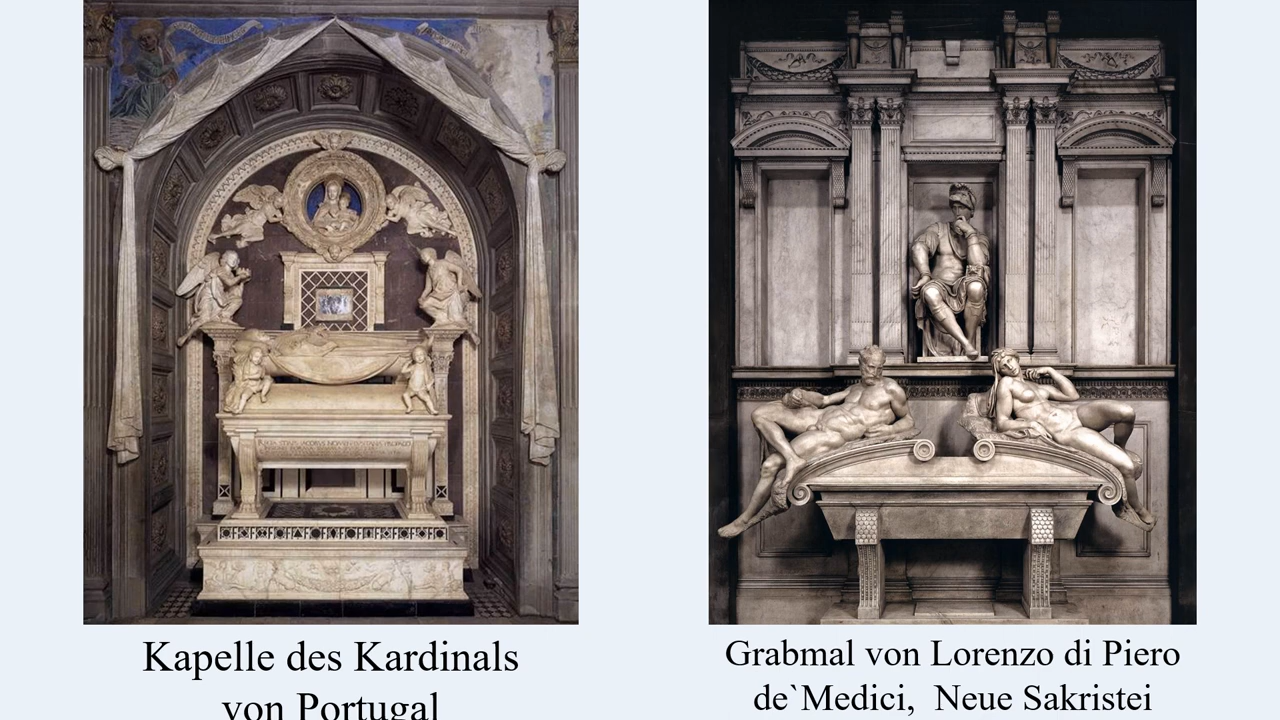 Kapelle des Kardinals
von Portugal
Grabmal von Lorenzo di Piero
de`Medici,  Neue Sakristei